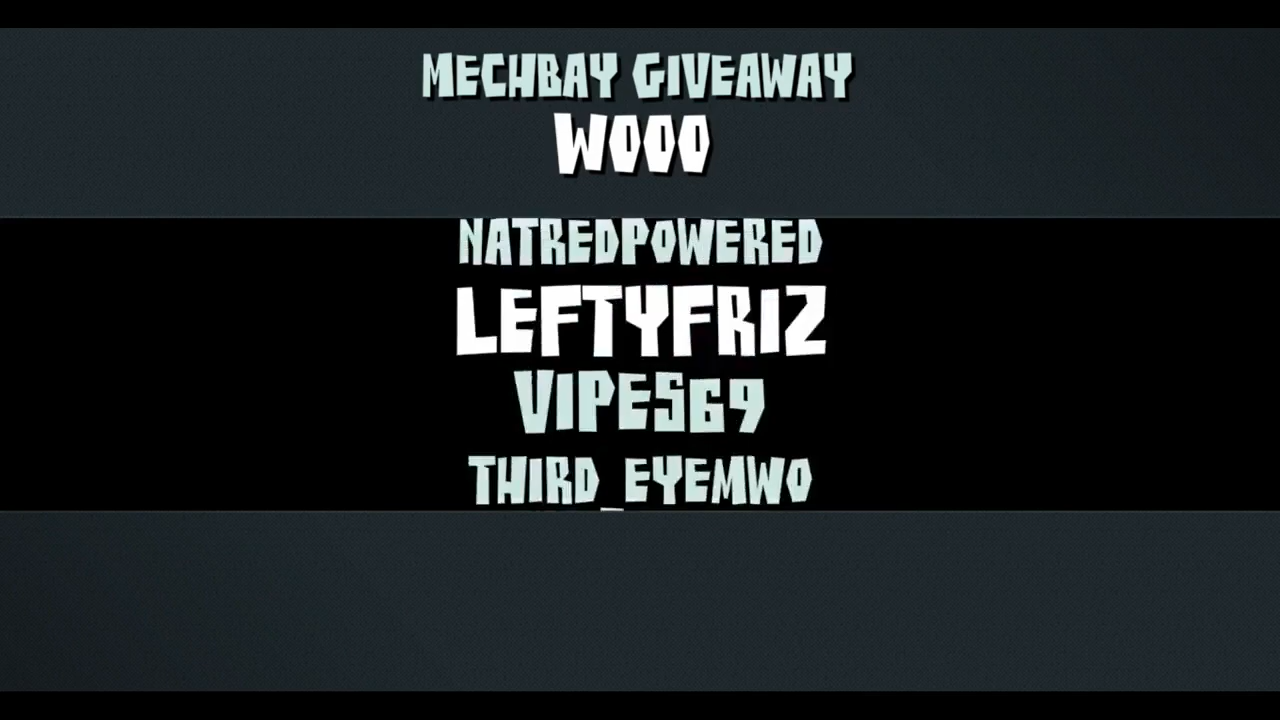 MECHBAY GIVEAWAY
WOOO
NATREDPOWERED
LEFTYFRIZ
VIPES69
THIRD_EYEMWO